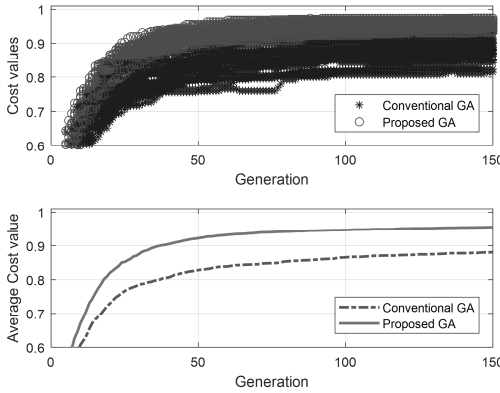 1
0.9
0.8
0.7
0.6
Cost values
Conventional GA
Proposed GA
0 50 100 150
Generation
1
0.9
0.8
0.7
0.6
Average Cost value
Conventional GA
Proposed GA
0 50 100 150
Generation